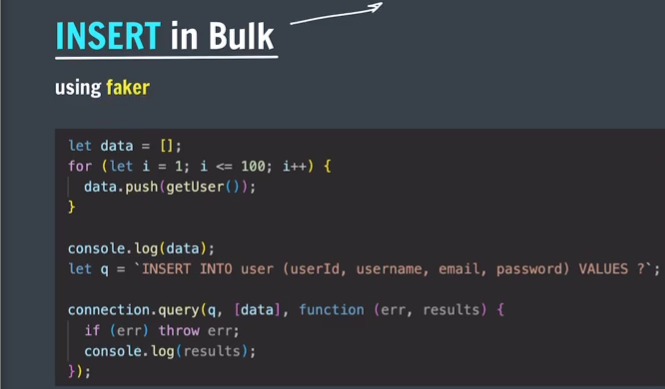 INSERT in Bulk
using faker
let data = [];
for (let i = 1; i <= 100; i++) {
  data.push(getUser());
}
console.log(data);
let q = `INSERT INTO user (userId, username, email, password) VALUES ?`;
connection.query(q, [data], function (err, results) {
  if (err) throw err;
  console.log(results);
});